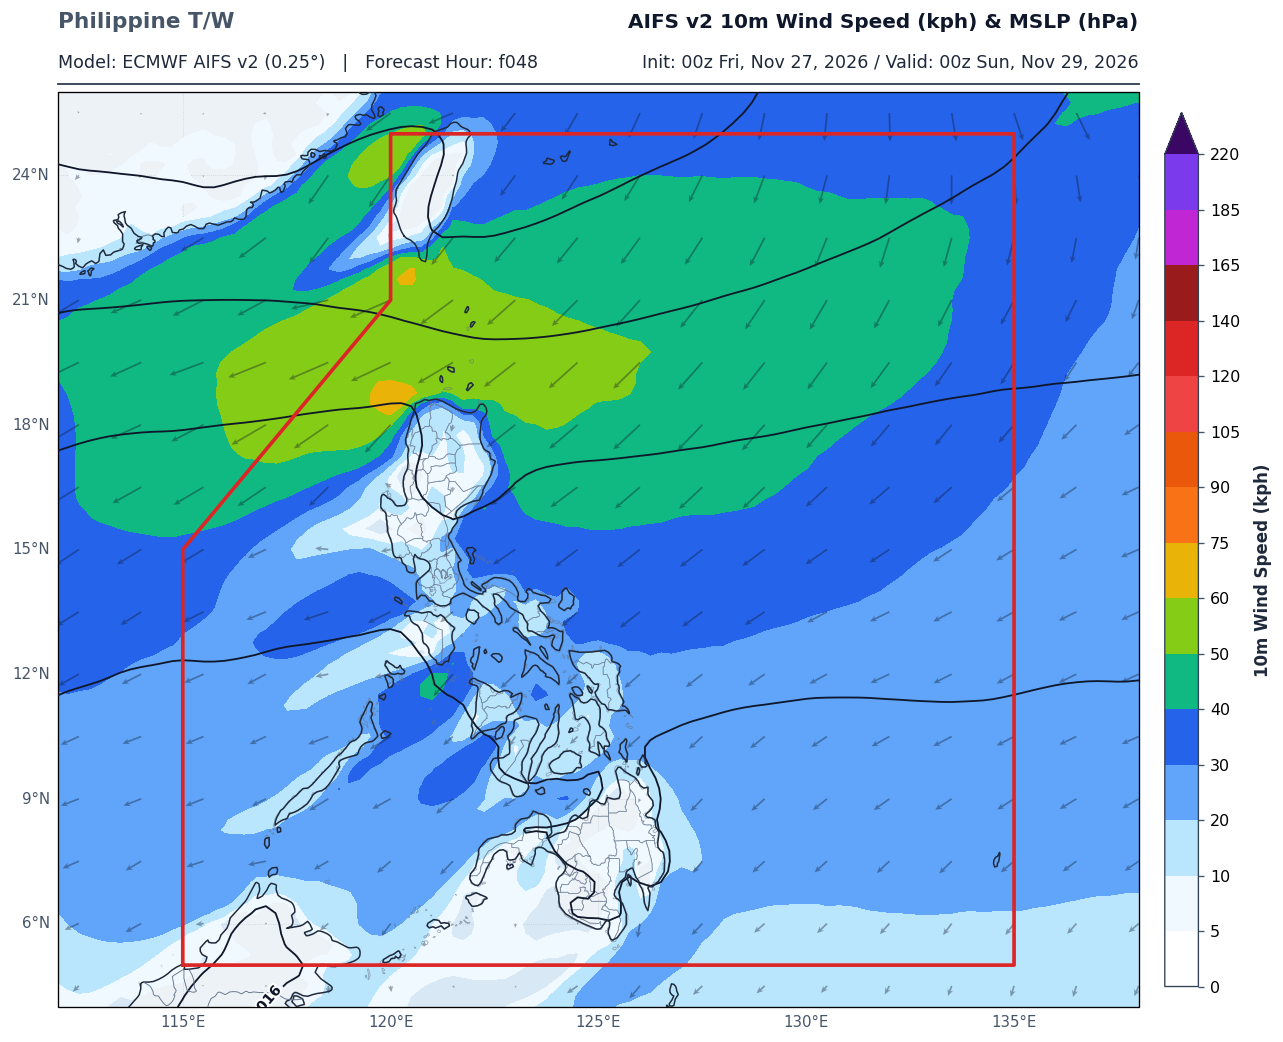 Philippine T/W
AIFS v2 10m Wind Speed (kph) & MSLP (hPa)
Model: ECMWF AIFS v2 (0.25°) | Forecast Hour: f048
Init: 00z Fri, Nov 27, 2026 / Valid: 00z Sun, Nov 29, 2026
24°N
21°N
18°N
15°N
12°N
9°N
6°N
115°E
120°E
125°E
130°E
135°E
016
220
185
165
140
120
105
90
75
60
50
40
30
20
10
5
0
10m Wind Speed (kph)